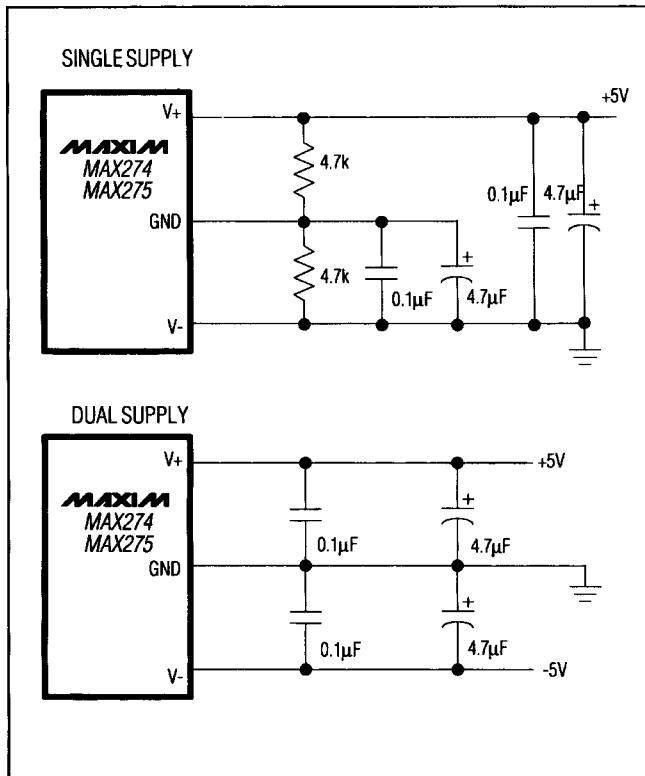 SINGLE SUPPLY
V+
+5V
MAXIM
MAX274
MAX275
4.7k
0.1µF
4.7µF
+
GND
4.7k
+
0.1µF
4.7µF
V-
DUAL SUPPLY
V+
+5V
MAXIM
MAX274
MAX275
+
0.1µF
4.7µF
GND
+
0.1µF
4.7µF
V-
-5V